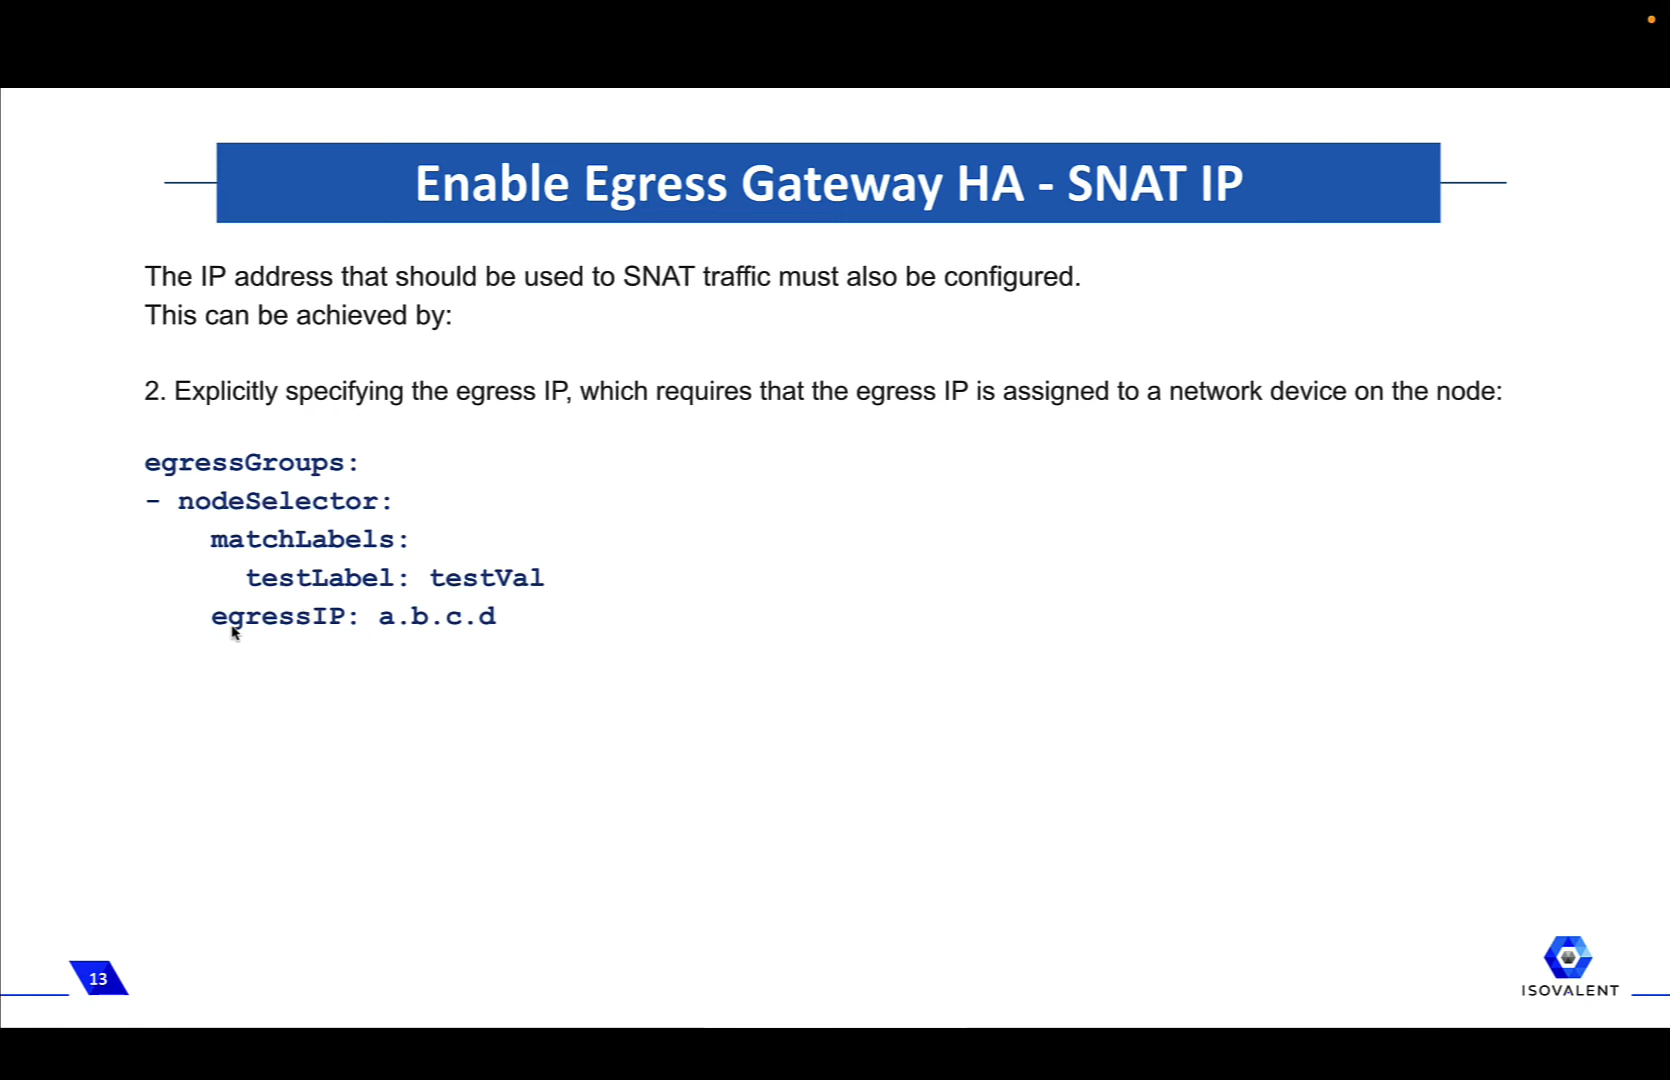 Enable Egress Gateway HA - SNAT IP
The IP address that should be used to SNAT traffic must also be configured.
This can be achieved by:
2. Explicitly specifying the egress IP, which requires that the egress IP is assigned to a network device on the node:
egressGroups:
- nodeSelector:
    matchLabels:
      testLabel: testVal
    egressIP: a.b.c.d
13
ISOVALENT